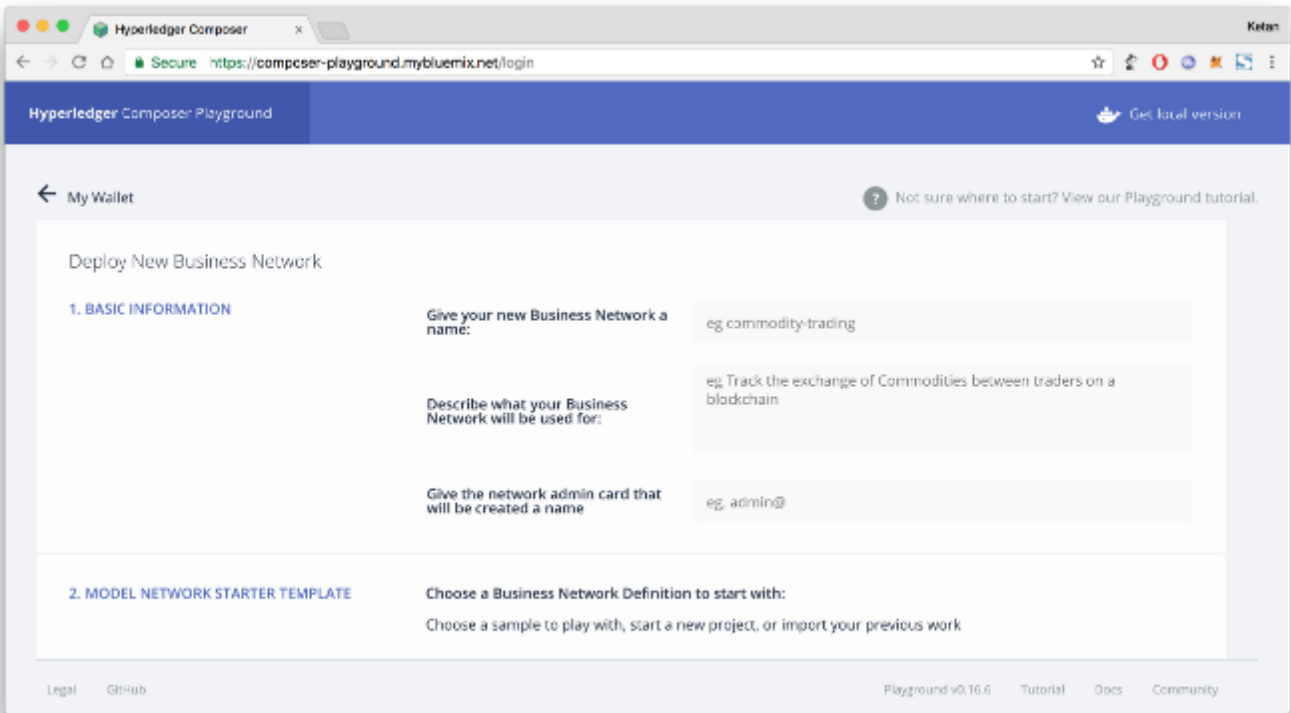 Hyperledger Composer
Ketan
Secure https://composer-playground.mybluemix.net/login
Hyperledger Composer Playground
Get local version
My Wallet
? Not sure where to start? View our Playground tutorial.
Deploy New Business Network
1. BASIC INFORMATION
Give your new Business Network a
name:
eg commodity-trading
Describe what your Business
Network will be used for:
eg Track the exchange of Commodities between traders on a
blockchain
Give the network admin card that
will be created a name
eg. admin@
2. MODEL NETWORK STARTER TEMPLATE
Choose a Business Network Definition to start with:
Choose a sample to play with, start a new project, or import your previous work
Legal GitHub Playground v0.16.6 Tutorial Docs Community